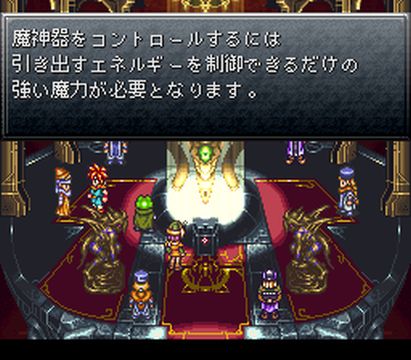 魔神器をコントロールするには
引き出すエネルギーを制御できるだけの
強い魔力が必要となります。